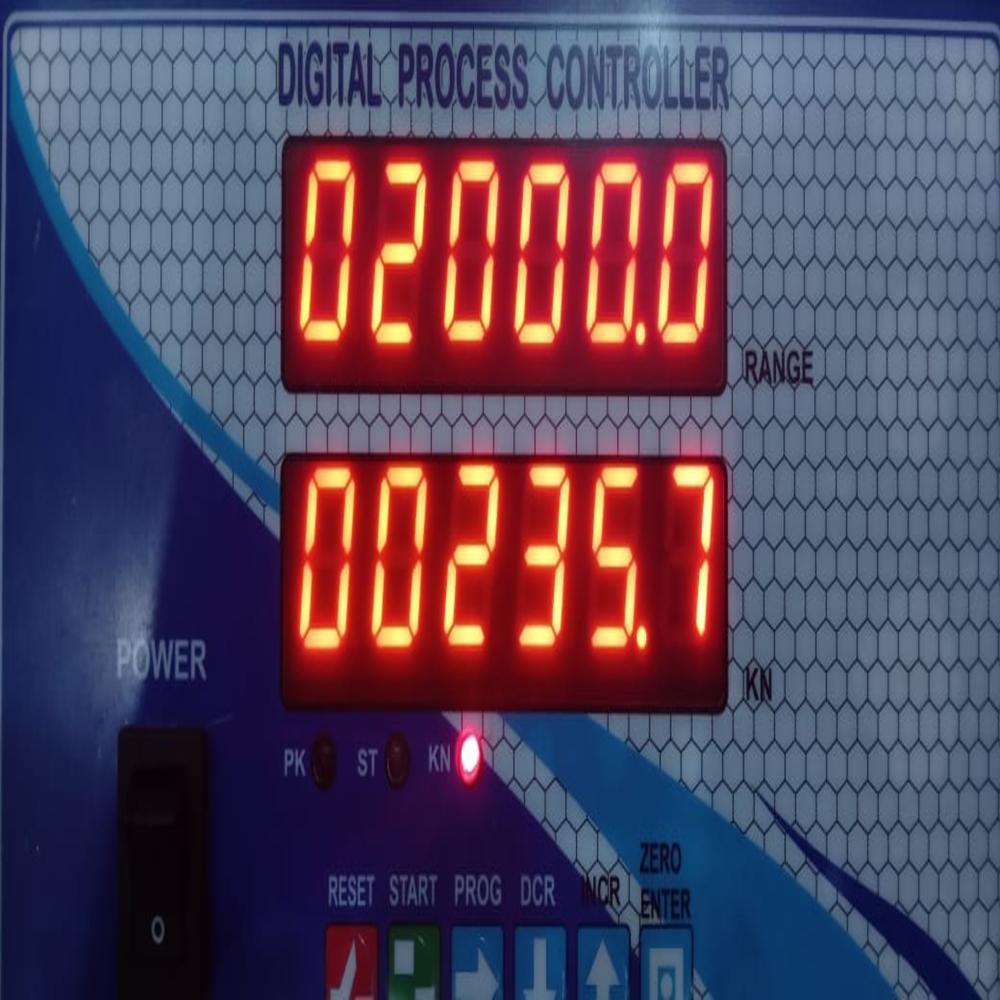 DIGITAL PROCESS CONTROLLER
02000.0
RANGE
00235.7
KN
POWER
PK ST KN
RESET START PROG DCR INCR ZERO
ENTER
O